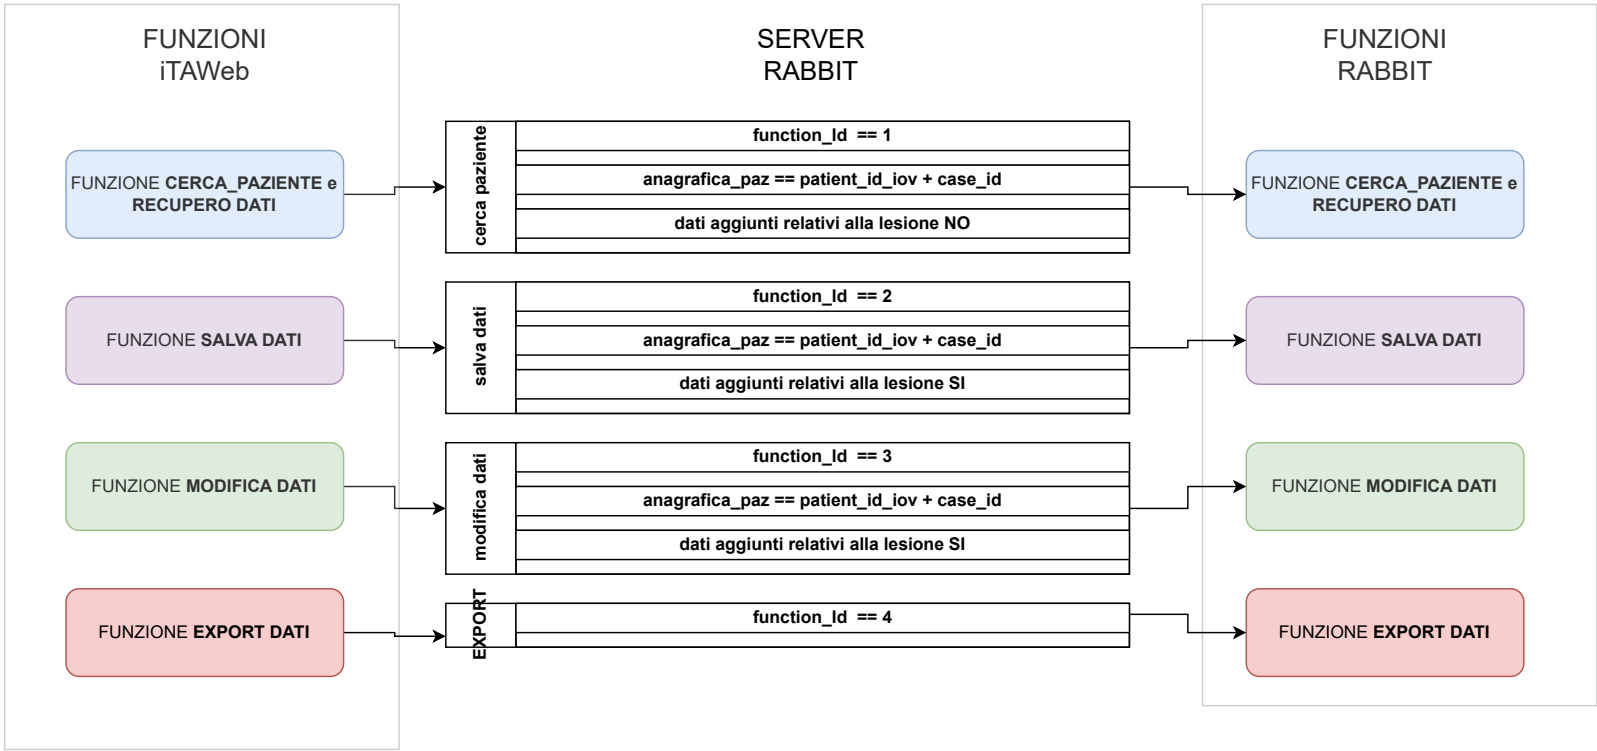 FUNZIONI
iTAWeb
SERVER
RABBIT
FUNZIONI
RABBIT
FUNZIONE CERCA_PAZIENTE e
RECUPERO DATI
cerca paziente
function_Id == 1
anagrafica_paz == patient_id_iov + case_id
dati aggiunti relativi alla lesione NO
FUNZIONE CERCA_PAZIENTE e
RECUPERO DATI
FUNZIONE SALVA DATI
salva dati
function_Id == 2
anagrafica_paz == patient_id_iov + case_id
dati aggiunti relativi alla lesione SI
FUNZIONE SALVA DATI
FUNZIONE MODIFICA DATI
modifica dati
function_Id == 3
anagrafica_paz == patient_id_iov + case_id
dati aggiunti relativi alla lesione SI
FUNZIONE MODIFICA DATI
FUNZIONE EXPORT DATI
EXPORT
function_Id == 4
FUNZIONE EXPORT DATI